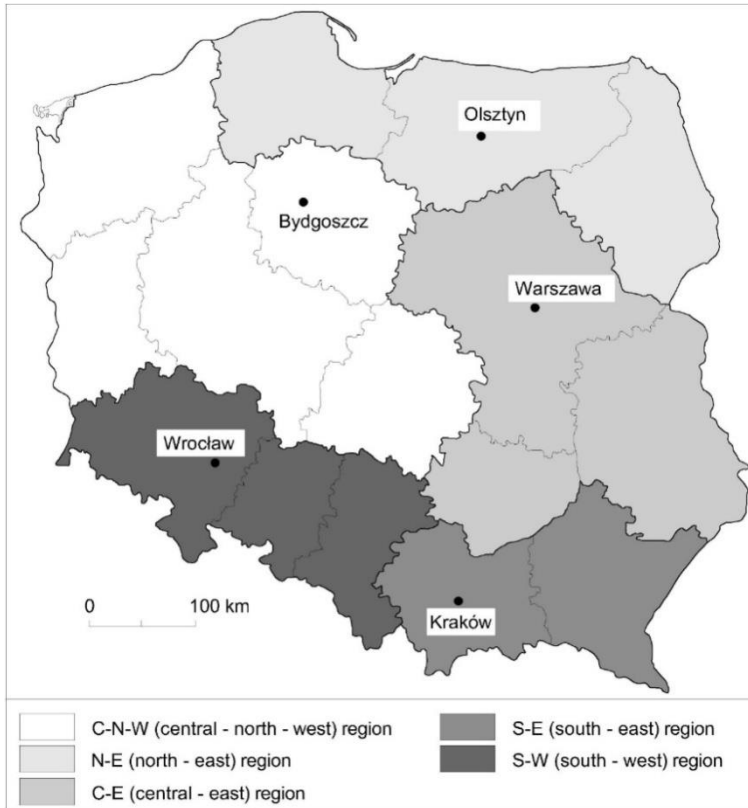 Olsztyn
Bydgoszcz
Warszawa
Wrocław
0 100 km
Kraków
C-N-W (central - north - west) region
N-E (north - east) region
C-E (central - east) region
S-E (south - east) region
S-W (south - west) region